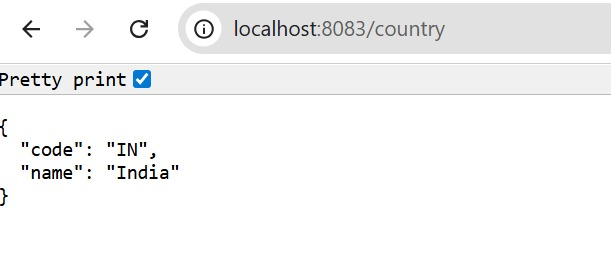 localhost:8083/country
Pretty print
{
  "code": "IN",
  "name": "India"
}